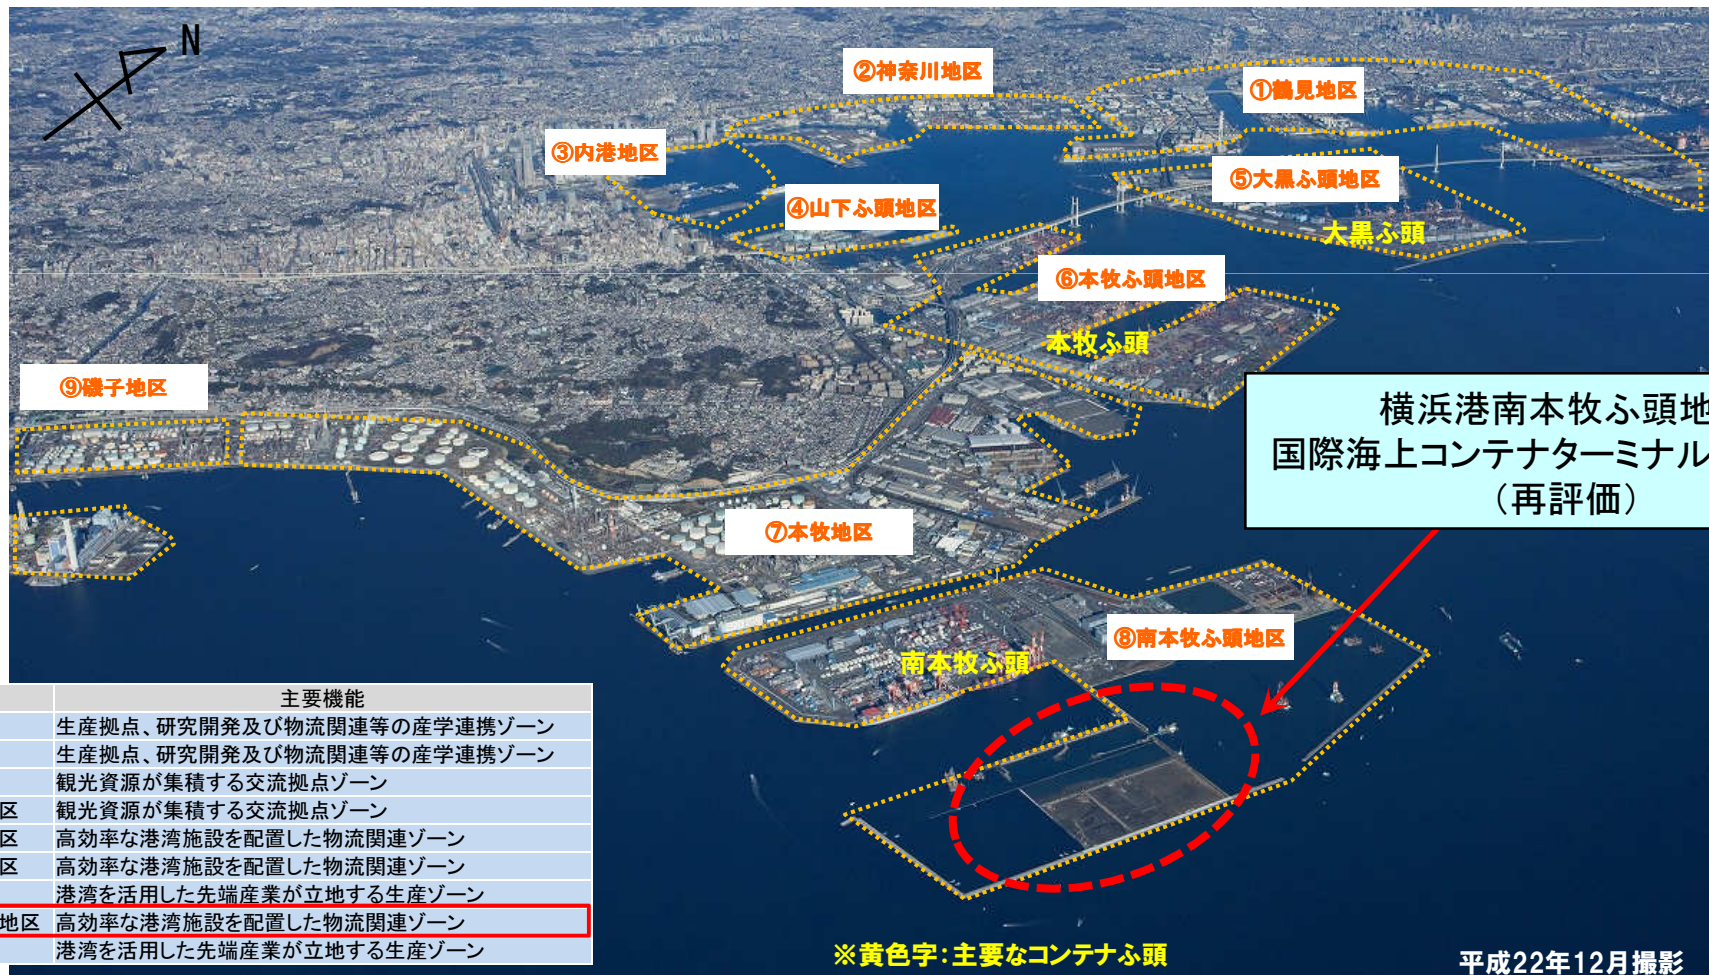 N
②神奈川地区
①鶴見地区
③内港地区
⑤大黒ふ頭地区
④山下ふ頭地区
大黒ふ頭
⑥本牧ふ頭地区
本牧ふ頭
⑨磯子地区
横浜港南本牧ふ頭地
国際海上コンテナターミナル
（再評価）
⑦本牧地区
⑧南本牧ふ頭地区
南本牧ふ頭
主要機能
生産拠点、研究開発及び物流関連等の産学連携ゾーン
生産拠点、研究開発及び物流関連等の産学連携ゾーン
観光資源が集積する交流拠点ゾーン
区 観光資源が集積する交流拠点ゾーン
区 高効率な港湾施設を配置した物流関連ゾーン
区 高効率な港湾施設を配置した物流関連ゾーン
港湾を活用した先端産業が立地する生産ゾーン
地区 高効率な港湾施設を配置した物流関連ゾーン
港湾を活用した先端産業が立地する生産ゾーン
※黄色字：主要なコンテナふ頭
平成22年12月撮影